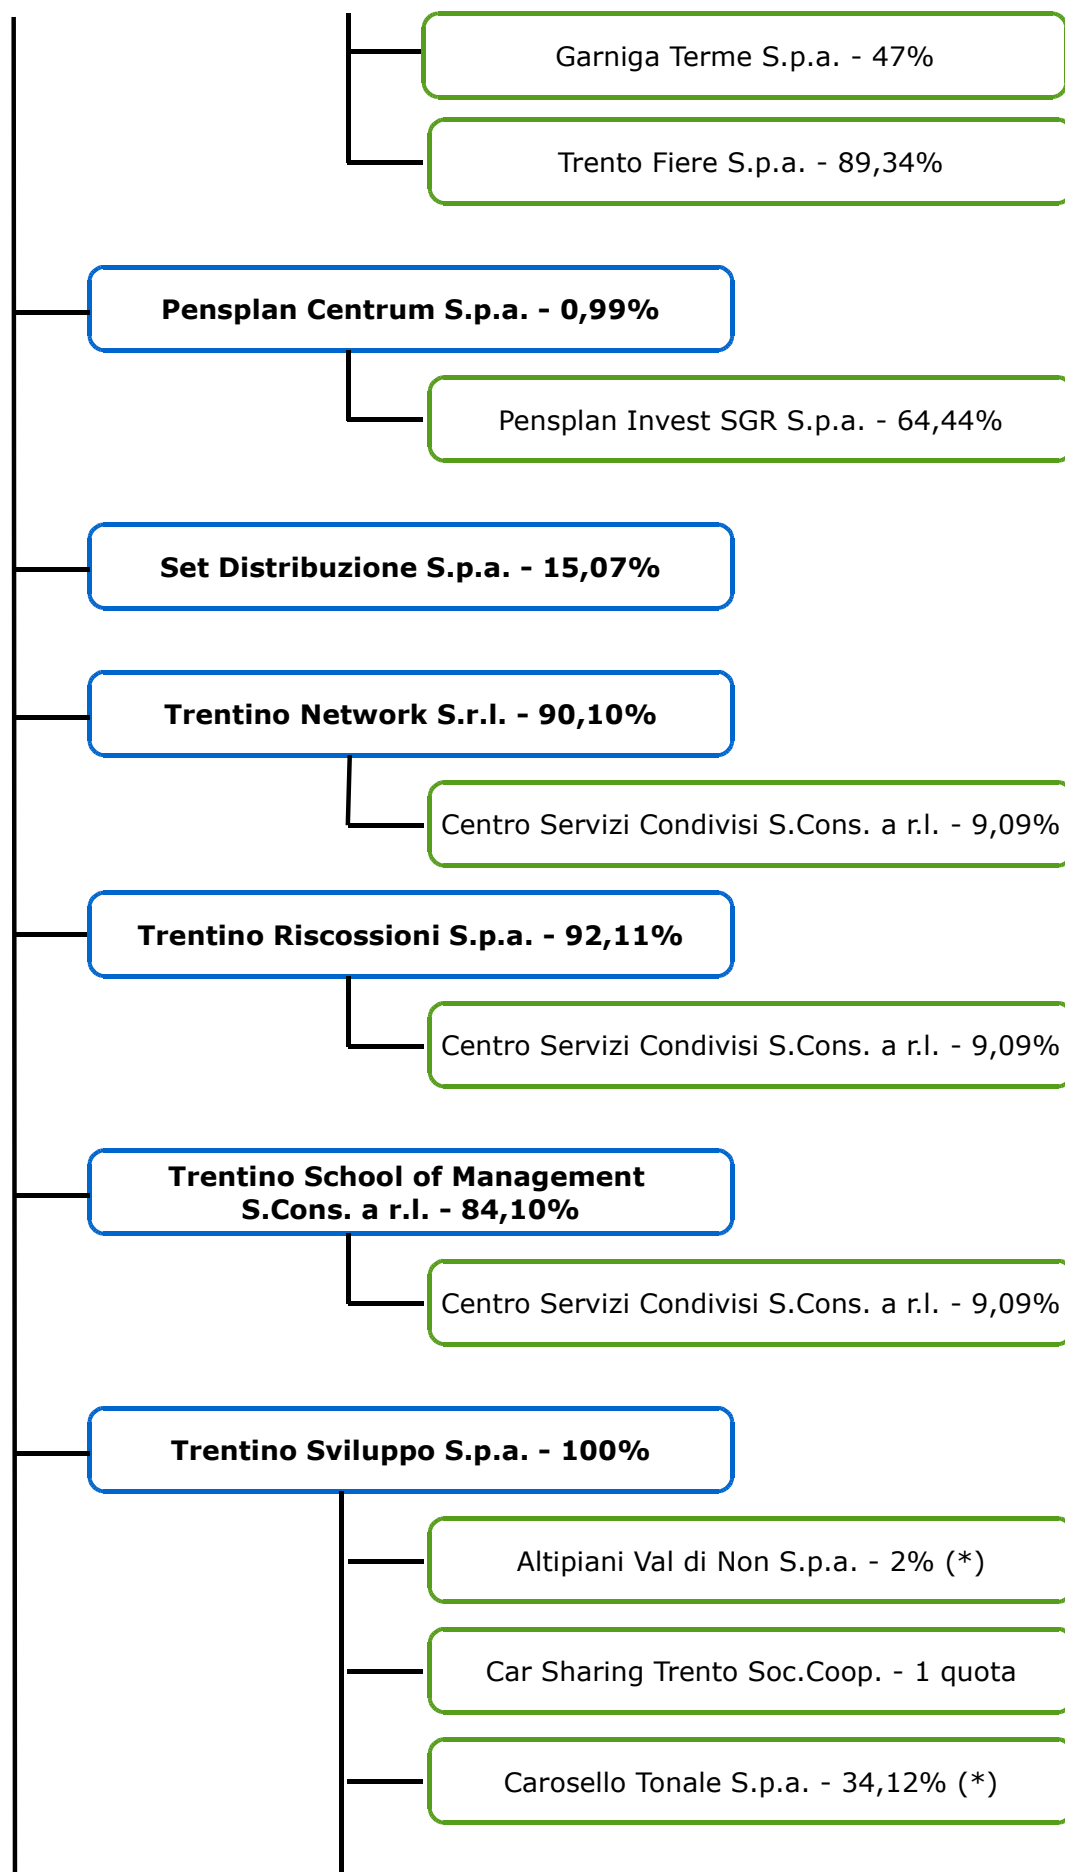 Garniga Terme S.p.a. - 47%
Trento Fiere S.p.a. - 89,34%
Pensplan Centrum S.p.a. - 0,99%
Pensplan Invest SGR S.p.a. - 64,44%
Set Distribuzione S.p.a. - 15,07%
Trentino Network S.r.l. - 90,10%
Centro Servizi Condivisi S.Cons. a r.l. - 9,09%
Trentino Riscossioni S.p.a. - 92,11%
Centro Servizi Condivisi S.Cons. a r.l. - 9,09%
Trentino School of Management
S.Cons. a r.l. - 84,10%
Centro Servizi Condivisi S.Cons. a r.l. - 9,09%
Trentino Sviluppo S.p.a. - 100%
Altipiani Val di Non S.p.a. - 2% (*)
Car Sharing Trento Soc.Coop. - 1 quota
Carosello Tonale S.p.a. - 34,12% (*)